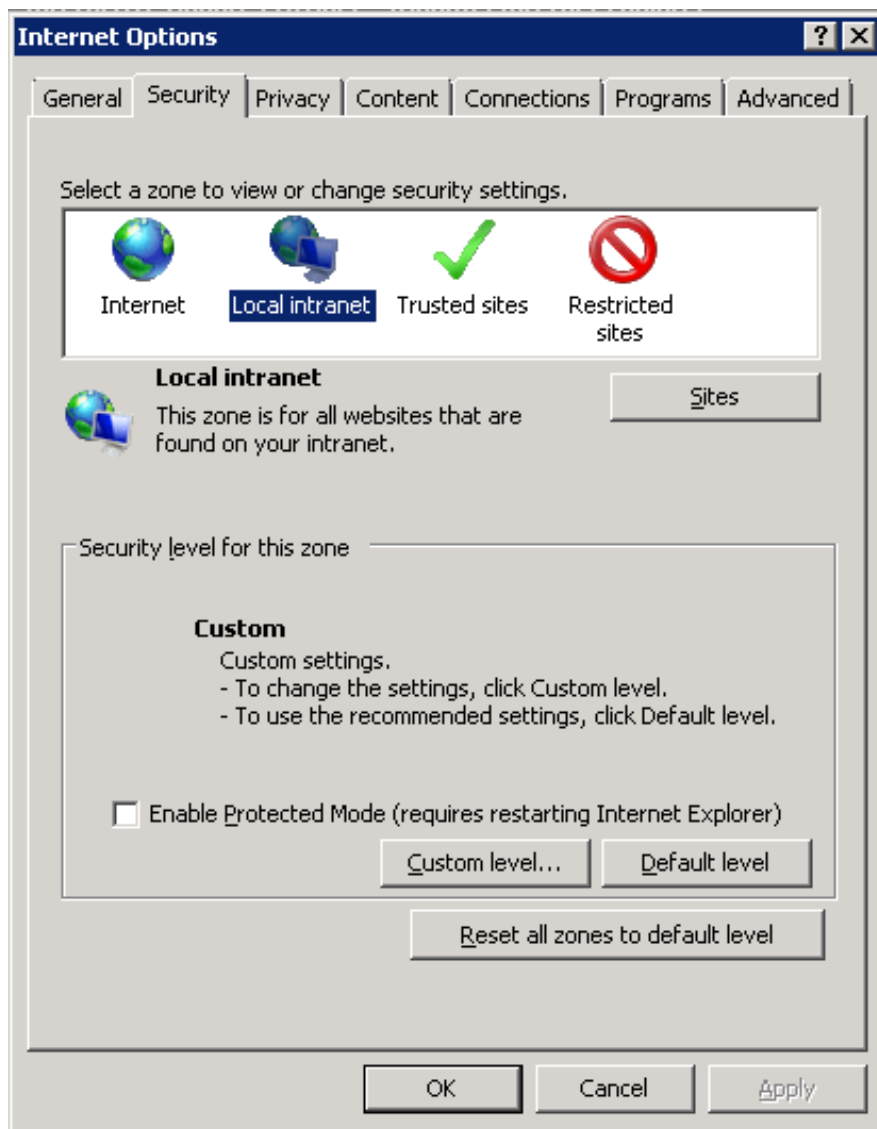 Internet Options
General Security Privacy Content Connections Programs Advanced
Select a zone to view or change security settings.
Internet Local intranet Trusted sites Restricted
sites
Local intranet
Sites
This zone is for all websites that are
found on your intranet.
Security level for this zone
Custom
Custom settings.
- To change the settings, click Custom level.
- To use the recommended settings, click Default level.
Enable Protected Mode (requires restarting Internet Explorer)
Custom level... Default level
Reset all zones to default level
OK Cancel Apply